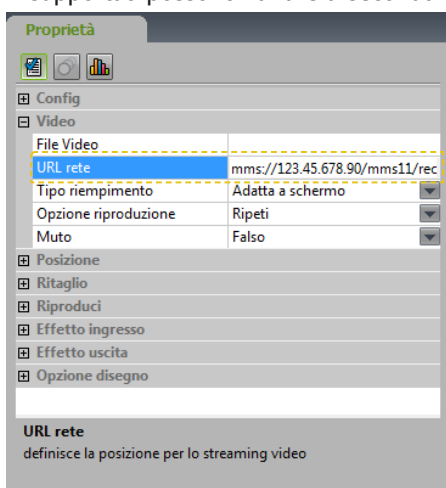 Proprietà
Config
Video
File Video
URL rete mms://123.45.678.90/mms11/rec
Tipo riempimento Adatta a schermo
Opzione riproduzione Ripeti
Muto Falso
Posizione
Ritaglio
Riproduci
Effetto ingresso
Effetto uscita
Opzione disegno
URL rete
definisce la posizione per lo streaming video